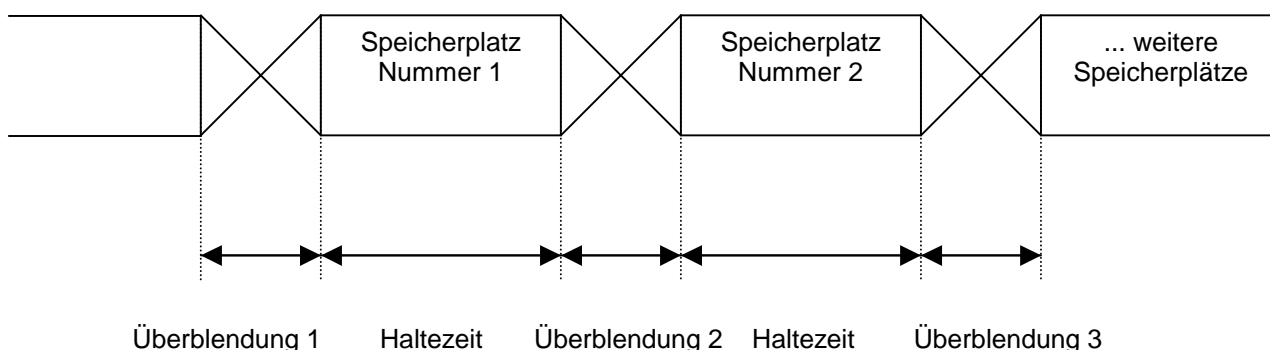 Speicherplatz
Nummer 1
Speicherplatz
Nummer 2
... weitere
Speicherplätze
Überblendung 1
Haltezeit
Überblendung 2
Haltezeit
Überblendung 3